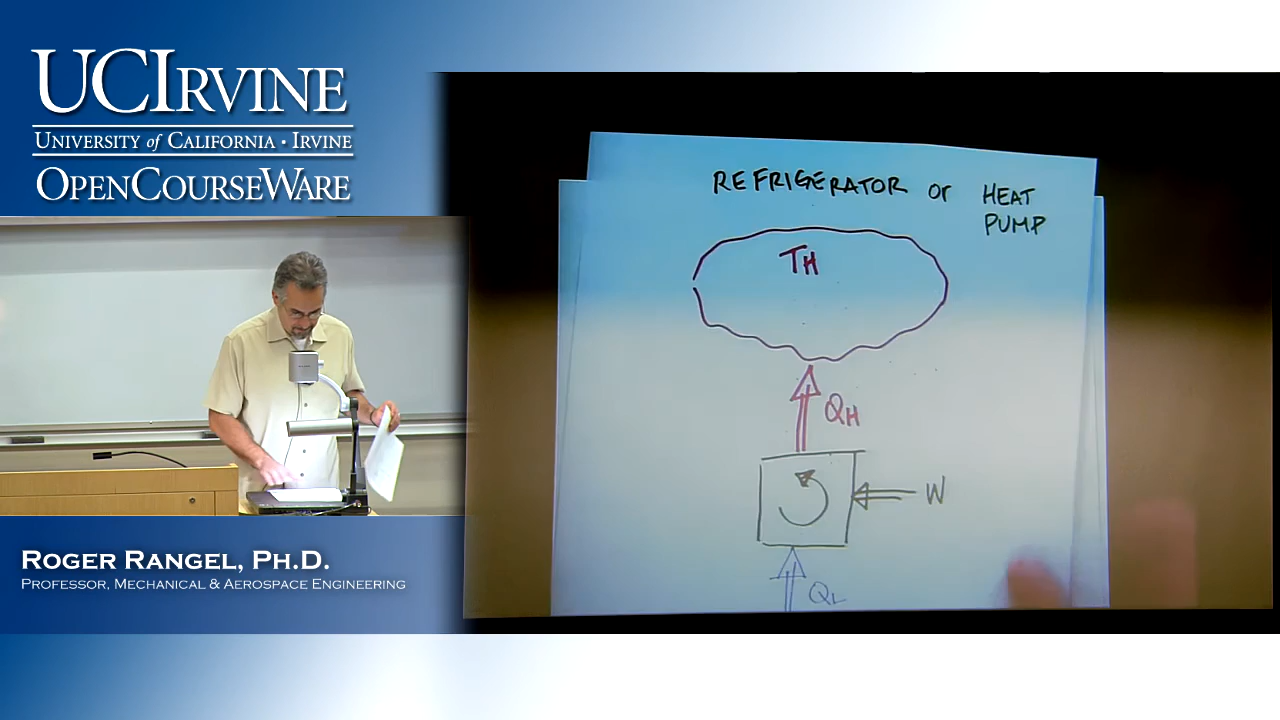 UCIRVINE
UNIVERSITY of CALIFORNIA · IRVINE
OPENCOURSEWARE
REFRIGERATOR or HEAT
PUMP
TH
QH
W
QL
ROGER RANGEL, PH.D.
PROFESSOR, MECHANICAL & AEROSPACE ENGINEERING